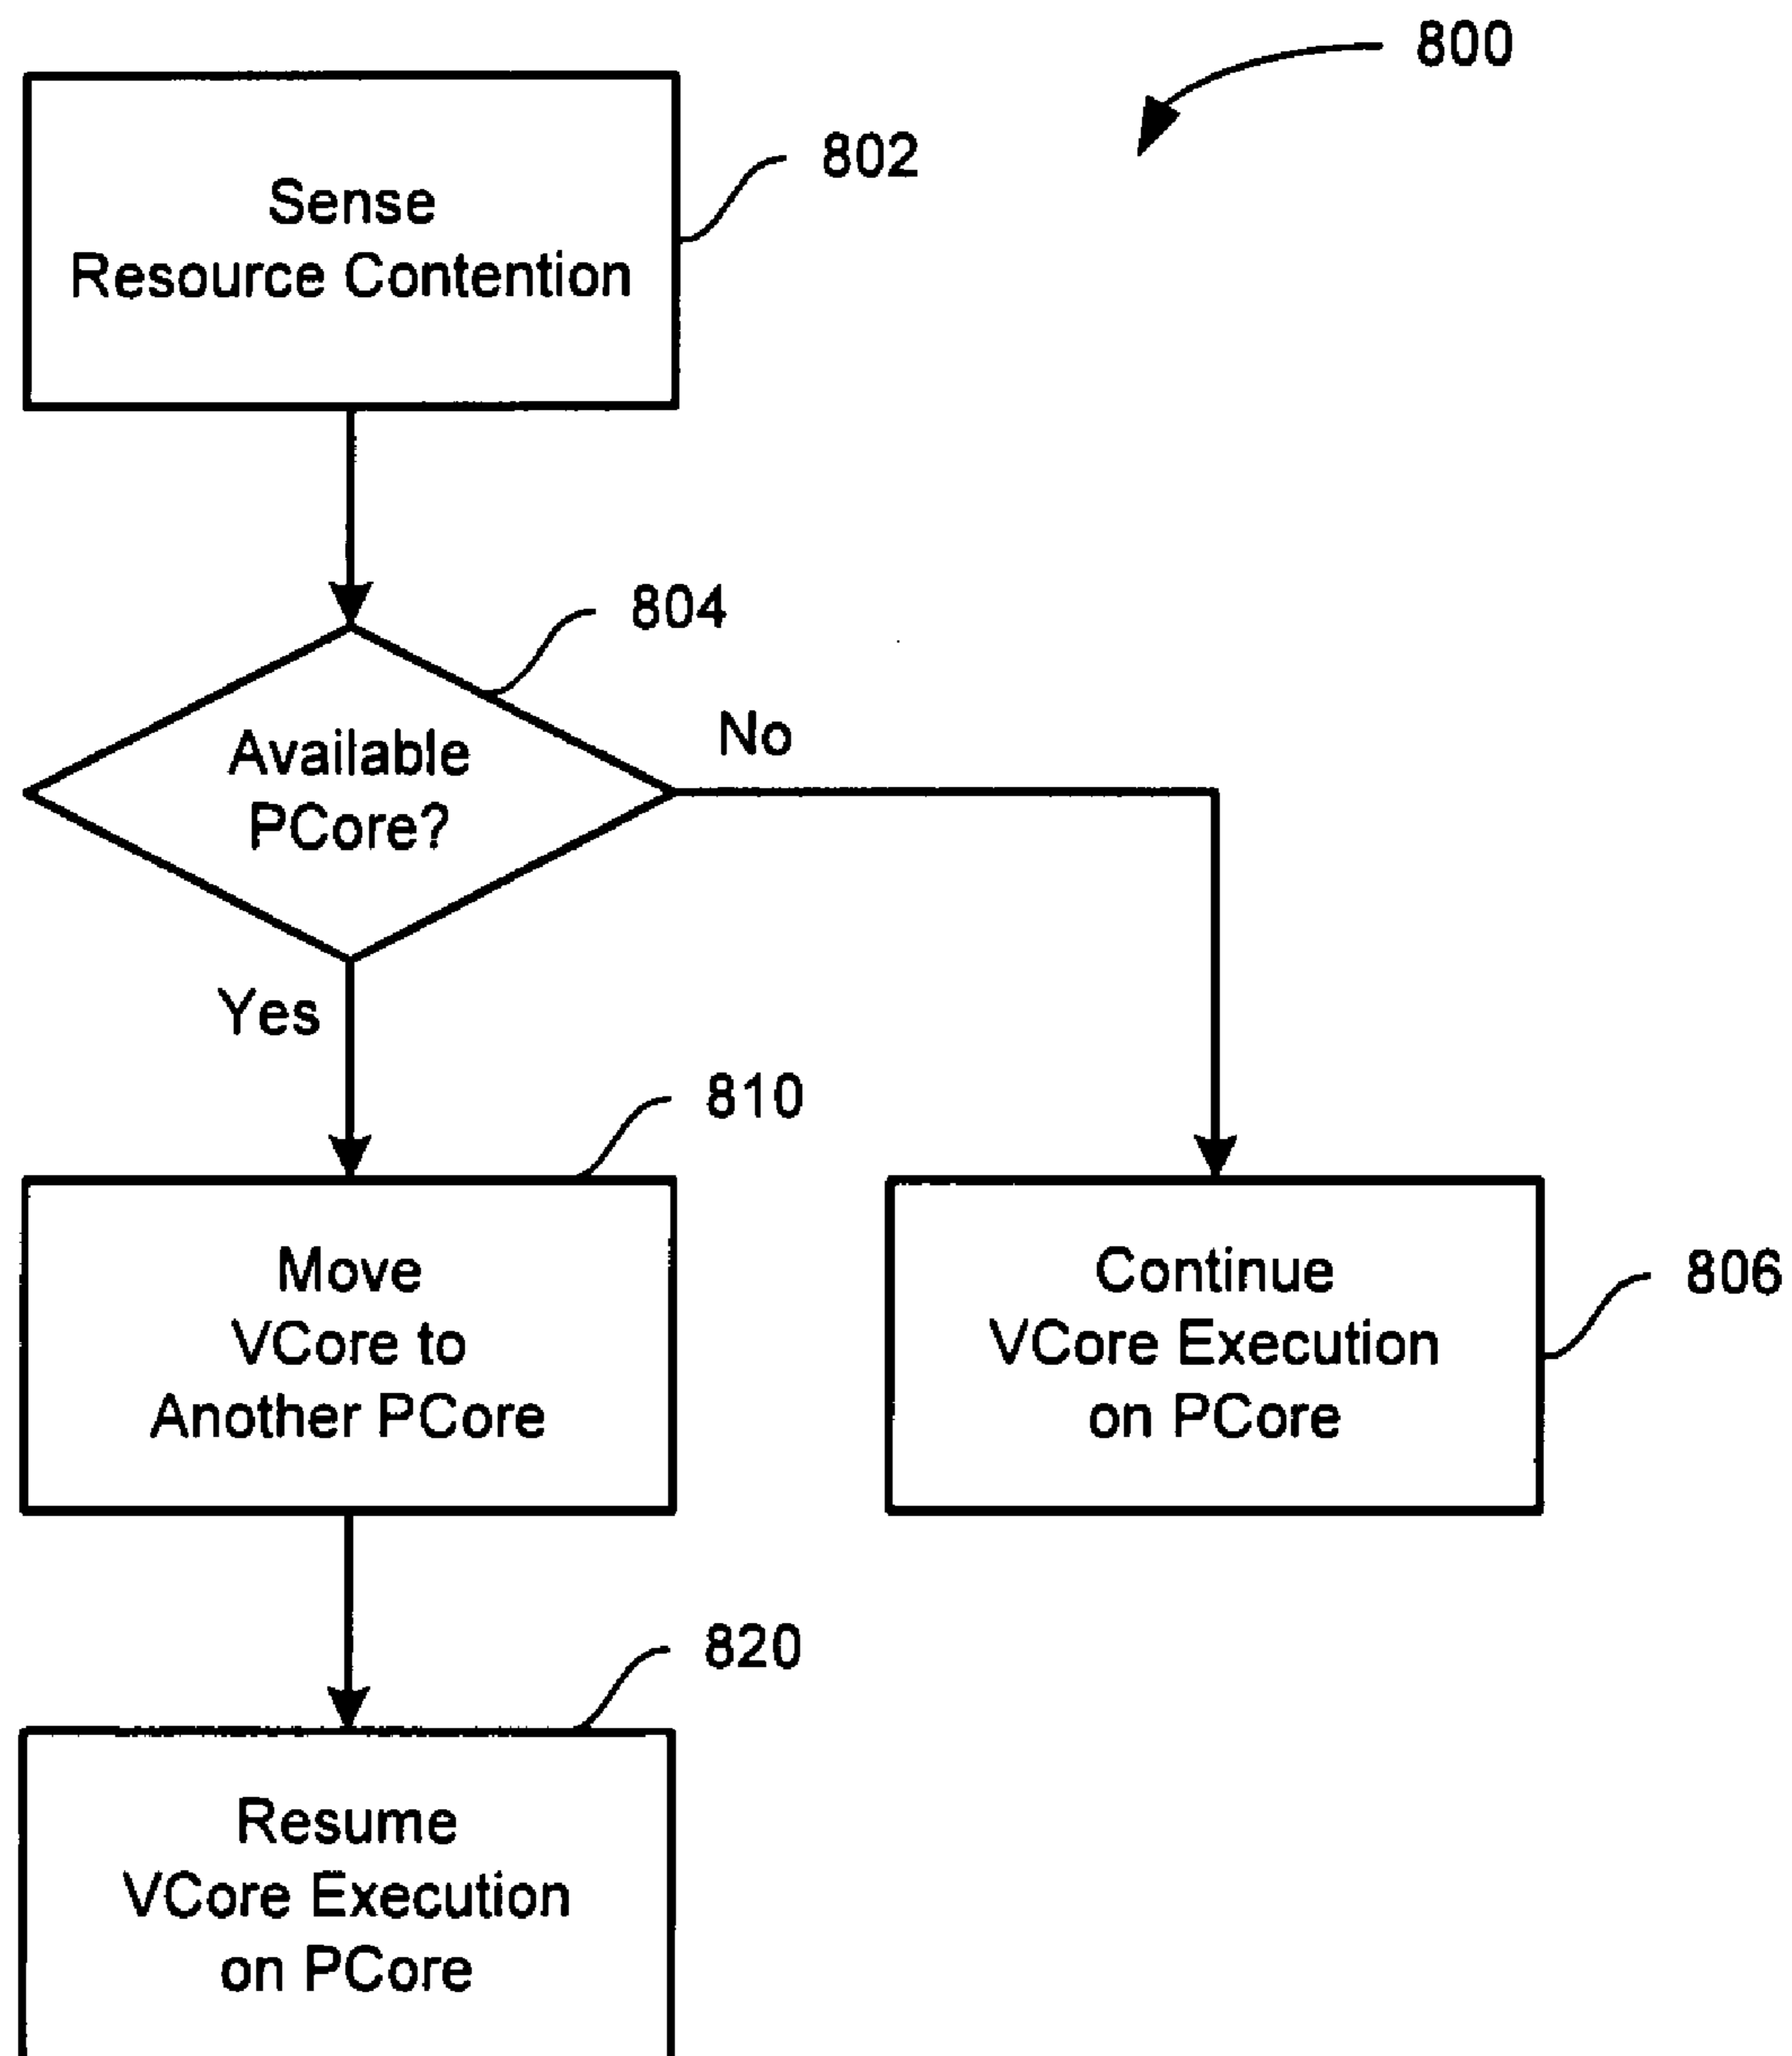 800
802
Sense
Resource Contention
804
Available
PCore?
No
Yes
810
Move
VCore to
Another PCore
Continue
VCore Execution
on PCore
806
820
Resume
VCore Execution
on PCore